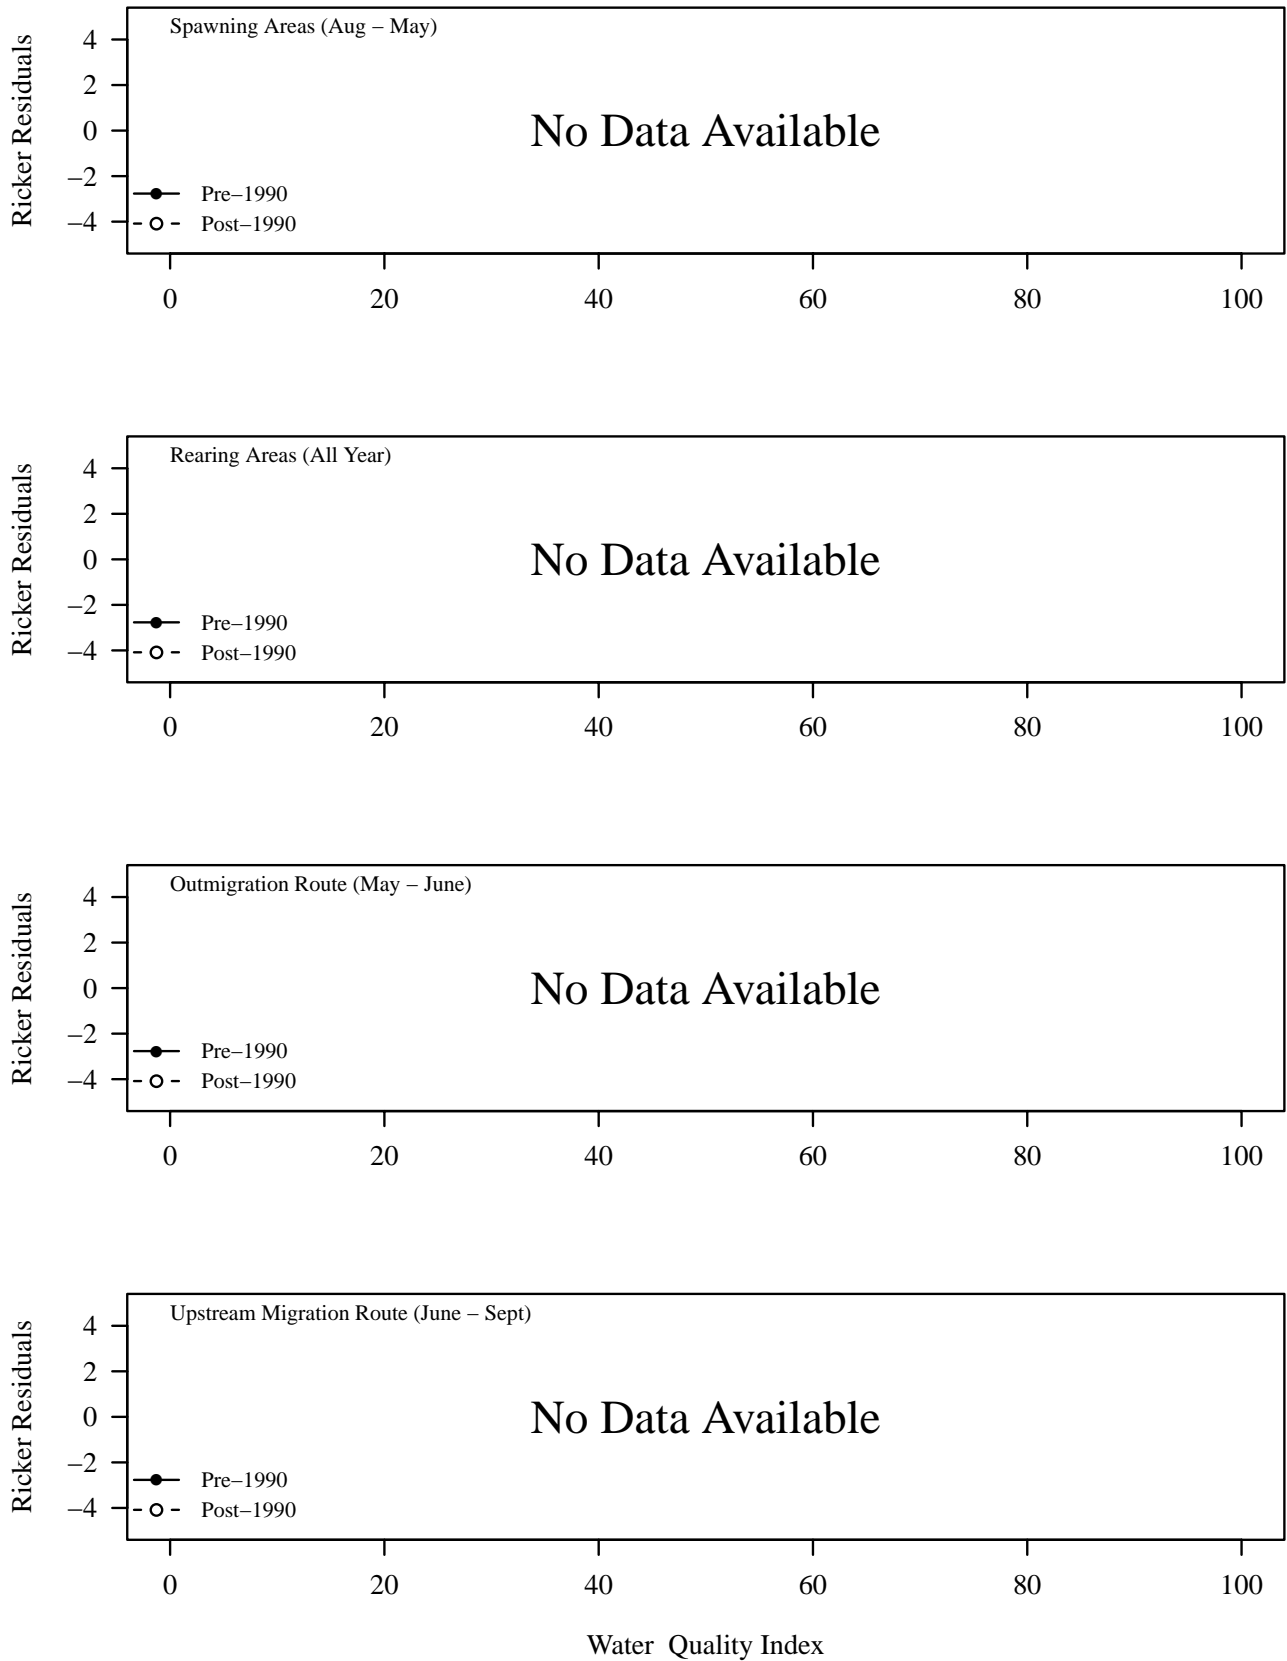 Spawning Areas (Aug – May)
Ricker Residuals
4
2
0
–2
–4
No Data Available
Pre–1990
Post–1990
0 20 40 60 80 100
Rearing Areas (All Year)
Ricker Residuals
4
2
0
–2
–4
No Data Available
Pre–1990
Post–1990
0 20 40 60 80 100
Outmigration Route (May – June)
Ricker Residuals
4
2
0
–2
–4
No Data Available
Pre–1990
Post–1990
0 20 40 60 80 100
Upstream Migration Route (June – Sept)
Ricker Residuals
4
2
0
–2
–4
No Data Available
Pre–1990
Post–1990
0 20 40 60 80 100
Water Quality Index